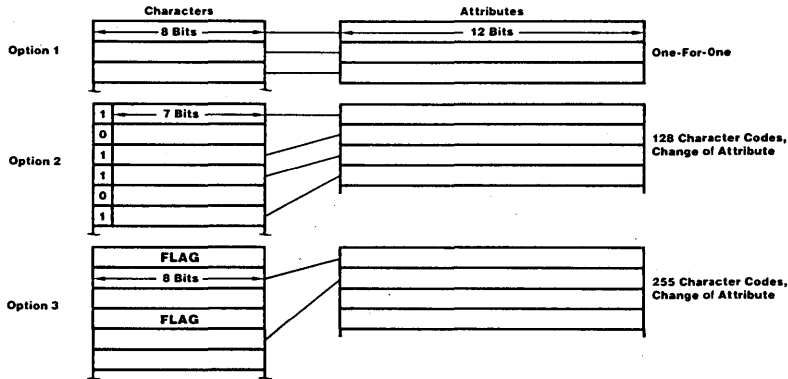 Characters Attributes
Option 1
8 Bits 12 Bits
One-For-One
Option 2
1 7 Bits
0
1
1
0
1
128 Character Codes,
Change of Attribute
Option 3
FLAG
8 Bits
FLAG
255 Character Codes,
Change of Attribute